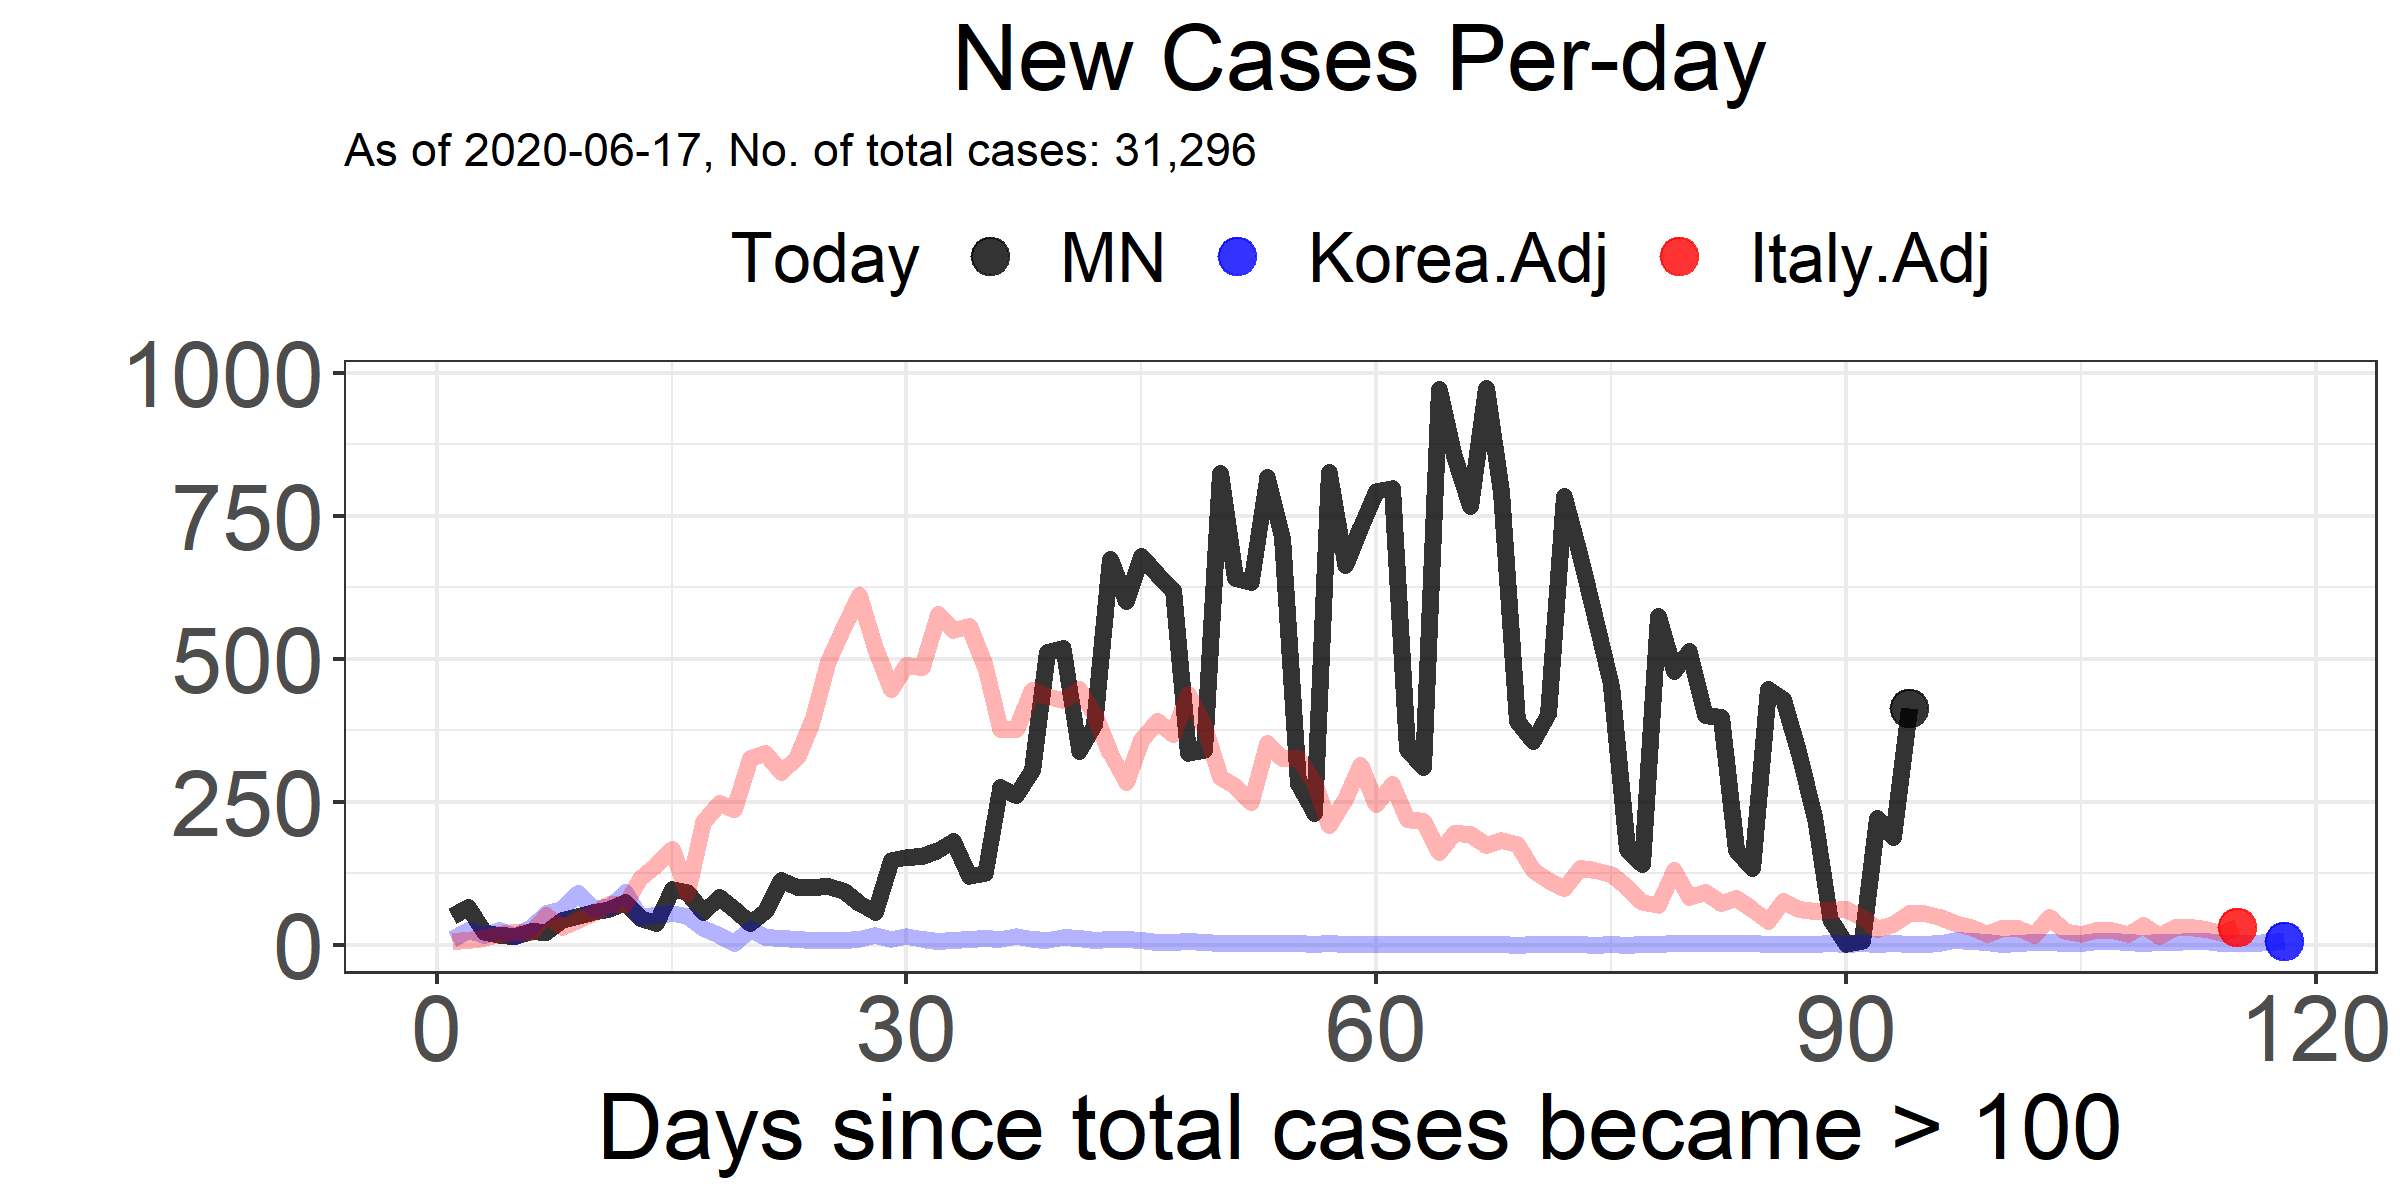 New Cases Per-day
As of 2020-06-17, No. of total cases: 31,296
Today MN Korea.Adj Italy.Adj
1000
750
500
250
0
0 30 60 90 120
Days since total cases became > 100